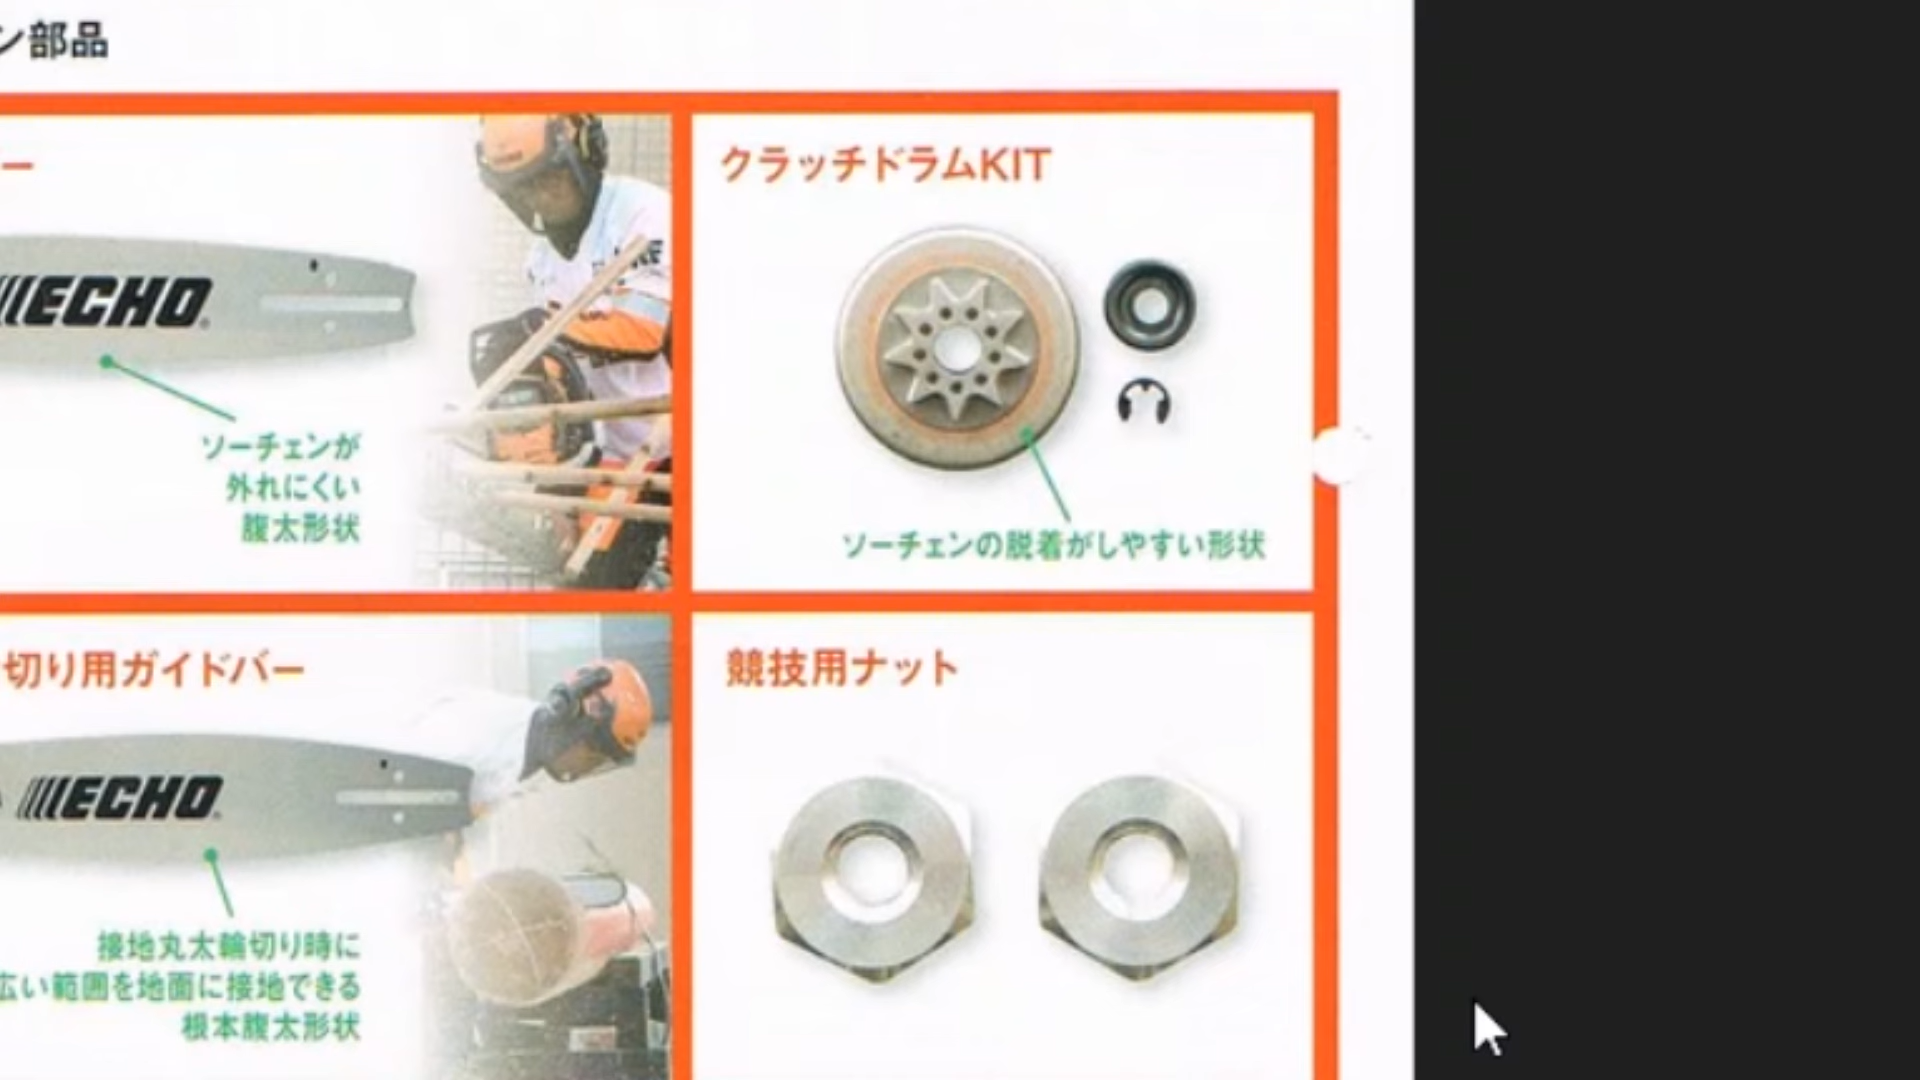 ン部品
ー
クラッチドラムKIT
ECHO
ソーチェンが
外れにくい
腹太形状
ソーチェンの脱着がしやすい形状
切り用ガイドバー
競技用ナット
ECHO
接地丸太輪切り時に
広い範囲を地面に接地できる
根本腹太形状